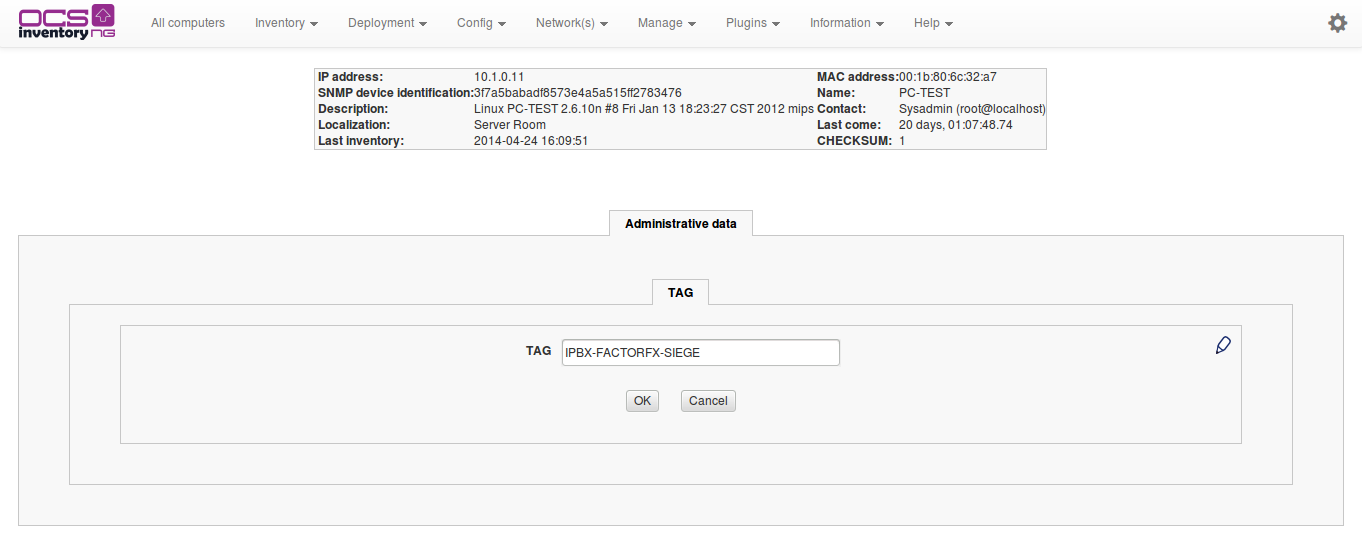 OCS inventory NG
All computers Inventory Deployment Config Network(s) Manage Plugins Information Help
IP address: 10.1.0.11 MAC address:00:1b:80:6c:32:a7
SNMP device identification:3f7a5babadf8573e4a5a515ff2783476 Name: PC-TEST
Description: Linux PC-TEST 2.6.10n #8 Fri Jan 13 18:23:27 CST 2012 mips Contact: Sysadmin (root@localhost)
Localization: Server Room Last come: 20 days, 01:07:48.74
Last inventory: 2014-04-24 16:09:51 CHECKSUM: 1
Administrative data
TAG
TAG IPBX-FACTORFX-SIEGE
OK Cancel